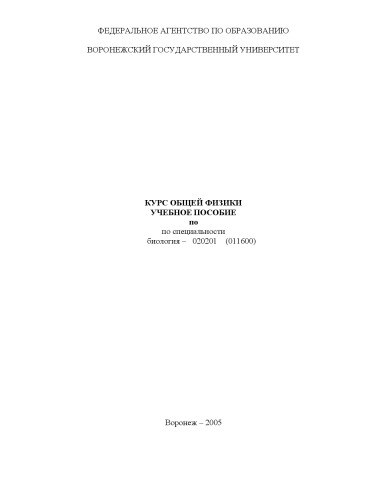 ФЕДЕРАЛЬНОЕ АГЕНТСТВО ПО ОБРАЗОВАНИЮ
ВОРОНЕЖСКИЙ ГОСУДАРСТВЕННЫЙ УНИВЕРСИТЕТ
КУРС ОБЩЕЙ ФИЗИКИ
УЧЕБНОЕ ПОСОБИЕ
по
по специальности
биология – 020201 (011600)
Воронеж – 2005